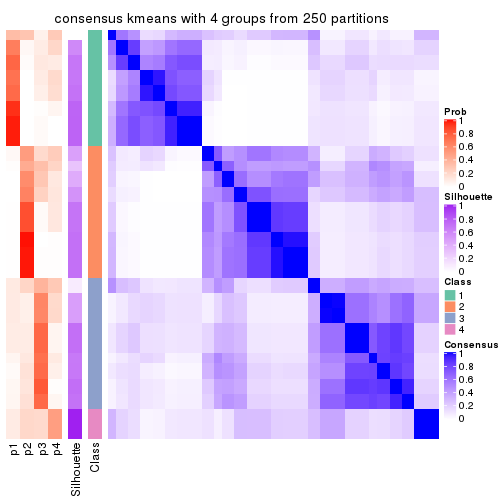 consensus kmeans with 4 groups from 250 partitions
Prob
1
0.8
0.6
0.4
0.2
0
Silhouette
1
0.8
0.6
0.4
0.2
0
Class
1
2
3
4
Consensus
1
0.8
0.6
0.4
0.2
0
p1
p2
p3
p4
Silhouette
Class